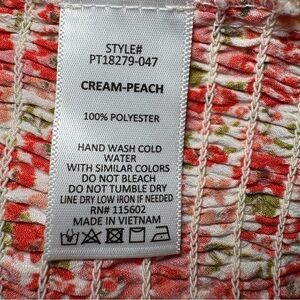 STYLE#
PT18279-047
CREAM-PEACH
100% POLYESTER
HAND WASH COLD
WATER
WITH SIMILAR COLORS
DO NOT BLEACH
DO NOT TUMBLE DRY
LINE DRY LOW IRON IF NEEDED
RN# 115602
MADE IN VIETNAM